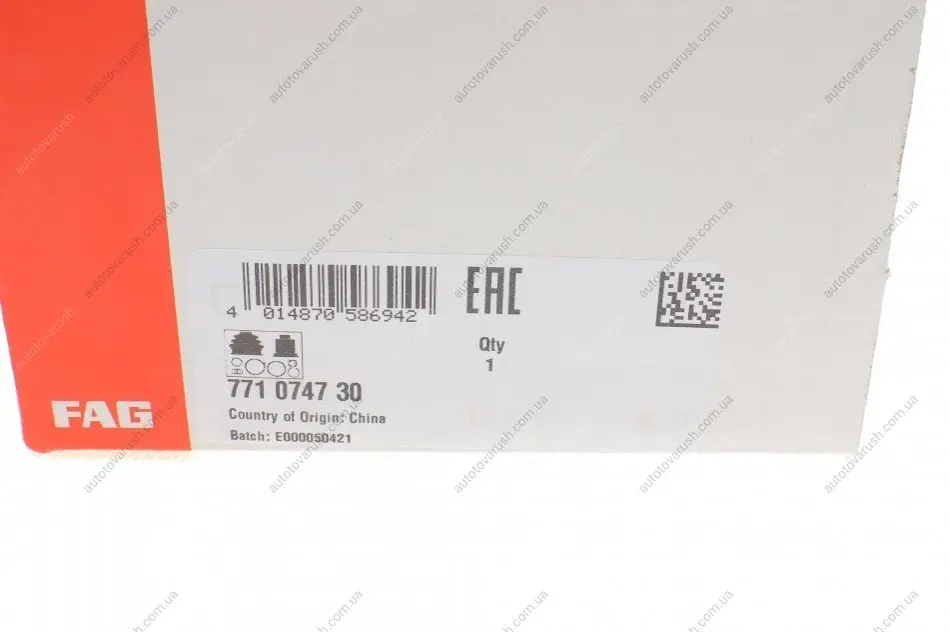 4 014870 586942
EAC
Qty
1
771 0747 30
Country of Origin: China
Batch: E000050421
FAG
autotovarush.com.ua